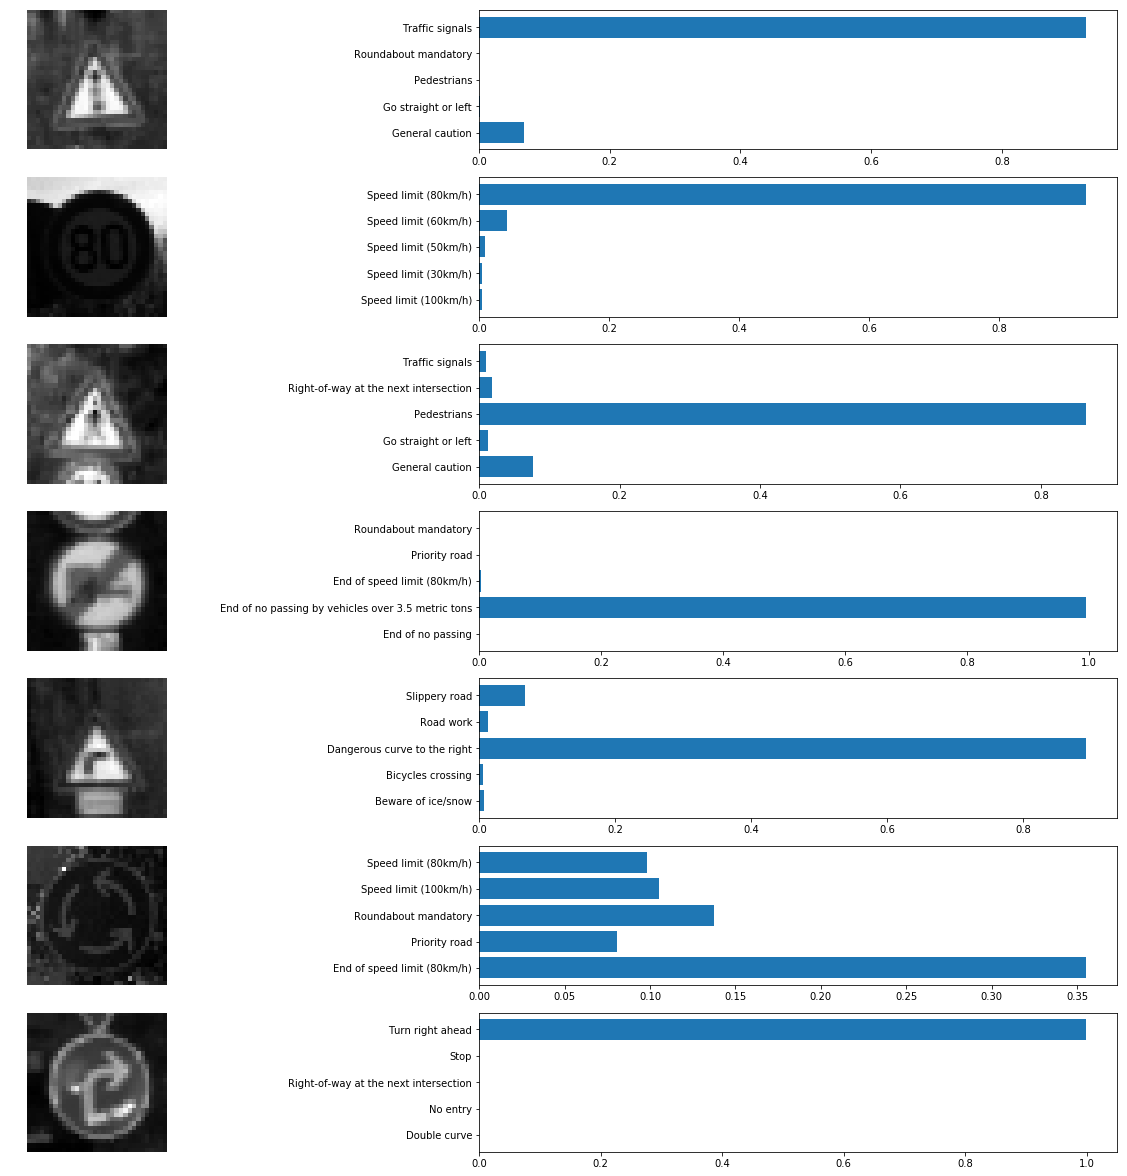 Traffic signals
Roundabout mandatory
Pedestrians
Go straight or left
General caution
0.0 0.2 0.4 0.6 0.8
80
Speed limit (80km/h)
Speed limit (60km/h)
Speed limit (50km/h)
Speed limit (30km/h)
Speed limit (100km/h)
0.0 0.2 0.4 0.6 0.8
Traffic signals
Right-of-way at the next intersection
Pedestrians
Go straight or left
General caution
0.0 0.2 0.4 0.6 0.8
Roundabout mandatory
Priority road
End of speed limit (80km/h)
End of no passing by vehicles over 3.5 metric tons
End of no passing
0.0 0.2 0.4 0.6 0.8 1.0
Slippery road
Road work
Dangerous curve to the right
Bicycles crossing
Beware of ice/snow
0.0 0.2 0.4 0.6 0.8
Speed limit (80km/h)
Speed limit (100km/h)
Roundabout mandatory
Priority road
End of speed limit (80km/h)
0.00 0.05 0.10 0.15 0.20 0.25 0.30 0.35
Turn right ahead
Stop
Right-of-way at the next intersection
No entry
Double curve
0.0 0.2 0.4 0.6 0.8 1.0